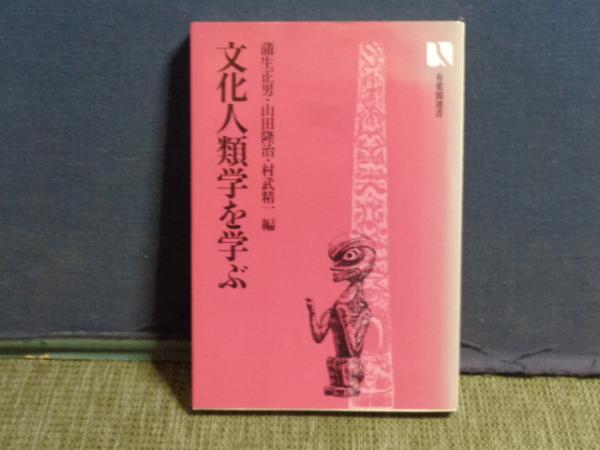 有斐閣選書
蒲生正男・山田隆治・村武精一 編
文化人類学を学ぶ